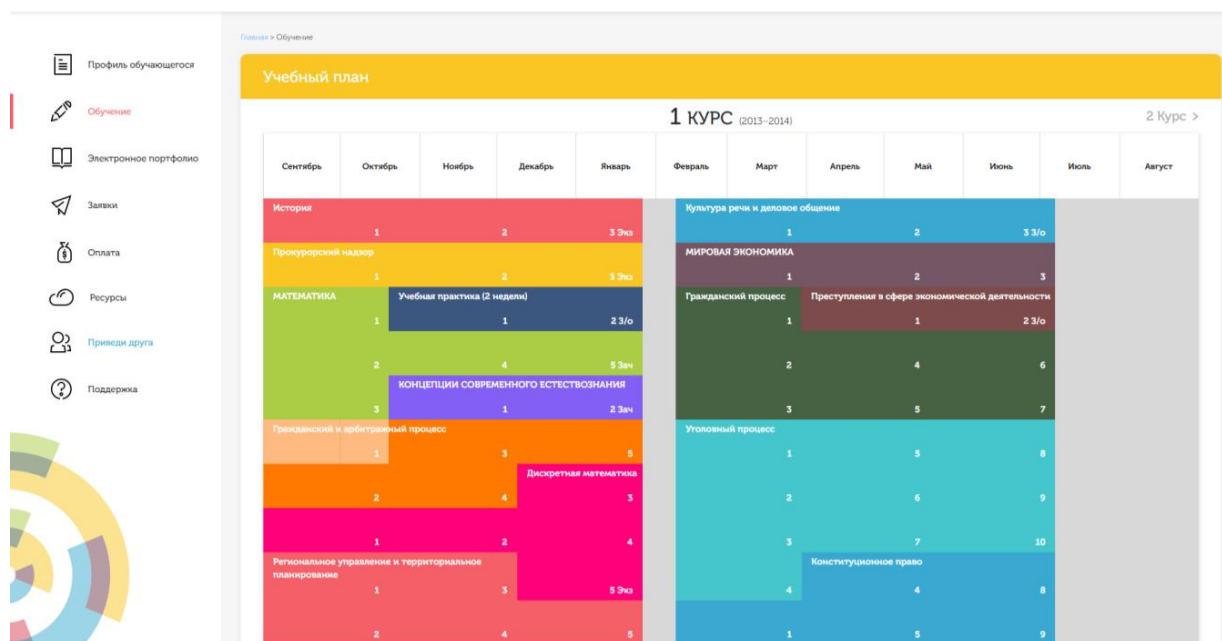 Главная > Обучение
Профиль обучающегося
Обучение
Электронное портфолио
Заявки
Оплата
Ресурсы
Приведи друга
Поддержка
Учебный план
1 КУРС (2013-2014)
2 Курс >
Сентябрь Октябрь Ноябрь Декабрь Январь Февраль Март Апрель Май Июнь Июль Август
История Культура речи и деловое общение
1 2 3 Экз 1 2 3 З/о
Прокурорский надзор МИРОВАЯ ЭКОНОМИКА
1 2 3 Экз 1 2 3
МАТЕМАТИКА Учебная практика (2 недели) Гражданский процесс Преступления в сфере экономической деятельности
1 1 2 З/о 1 1 2 З/о
2 4 5 Зач 2 4 6
КОНЦЕПЦИИ СОВРЕМЕННОГО ЕСТЕСТВОЗНАНИЯ
3 1 2 Зач 3 5 7
Гражданский и арбитражный процесс Уголовный процесс
1 3 5 1 5 8
Дискретная математика
2 4 3 2 6 9
1 2 4 3 7 10
Региональное управление и территориальное Конституционное право
планирование
1 3 5 Экз 4 4 8
2 4 5 1 5 9